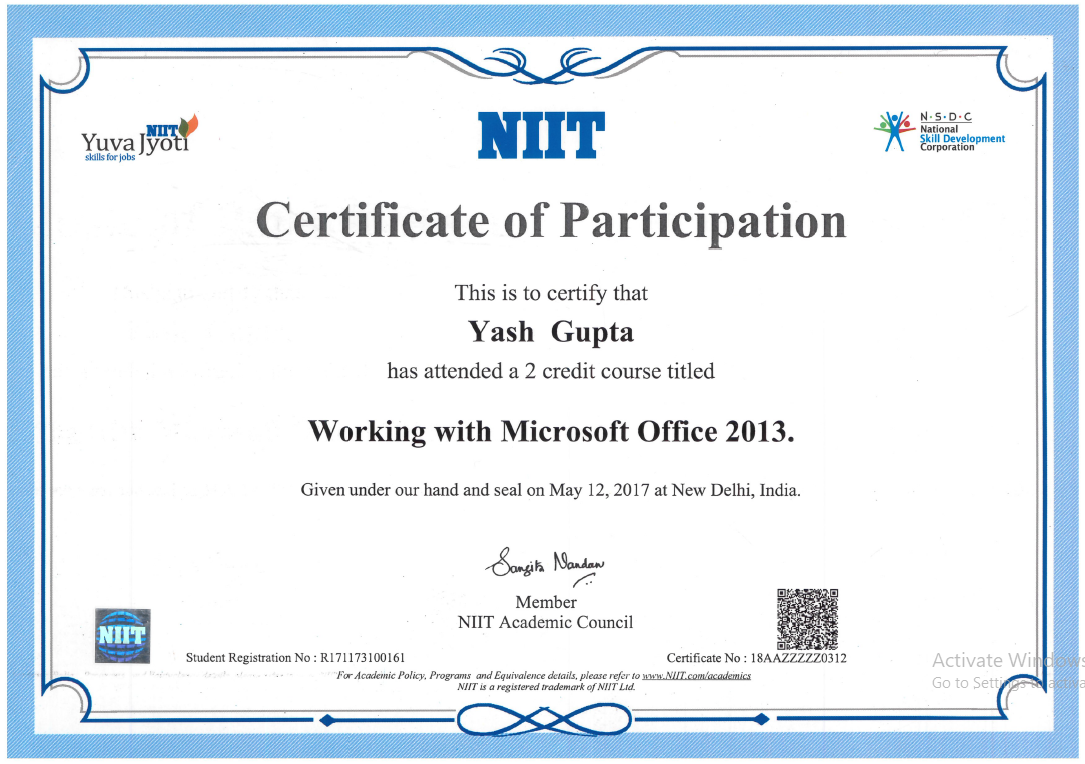 NIIT
Yuva Jyoti
skills for jobs
NIIT
N·S·D·C
National
Skill Development
Corporation
Certificate of Participation
This is to certify that
Yash Gupta
has attended a 2 credit course titled
Working with Microsoft Office 2013.
Given under our hand and seal on May 12, 2017 at New Delhi, India.
Sangita Nandan
Member
NIIT Academic Council
NIIT
Student Registration No : R171173100161
Certificate No : 18AAZZZZZ0312
For Academic Policy, Programs and Equivalence details, please refer to www.NIIT.com/academics
NIIT is a registered trademark of NIIT Ltd.
Activate Windows
Go to Settings to activa